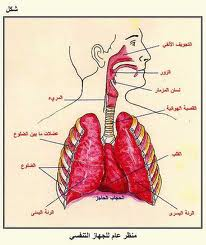 شكل
التجويف الأنفي
الزور
لسان المزمار
المريء
القصبة الهوائية
عضلات ما بين الضلوع
القلب
الضلوع
الحجاب الحاجز
الرئة اليسرى
الرئة اليمنى
منظر عام للجهاز التنفسي